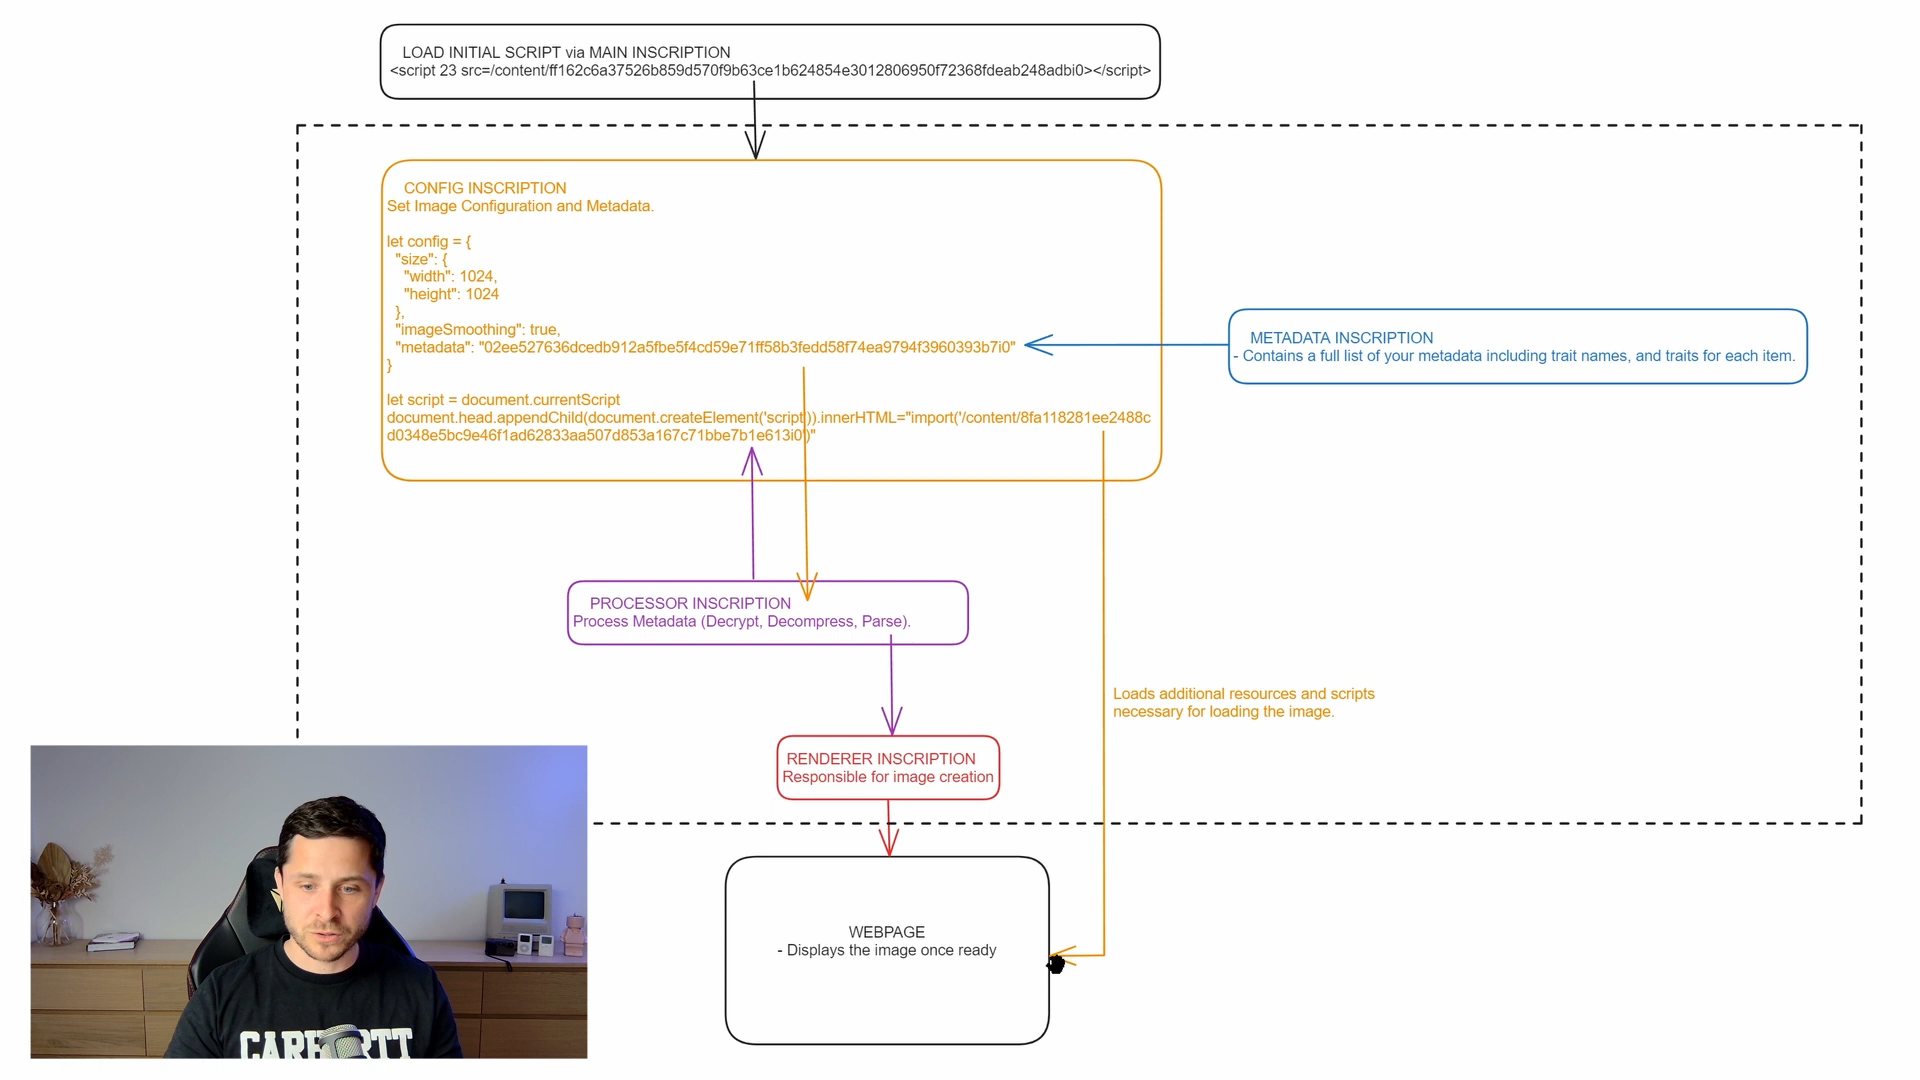 LOAD INITIAL SCRIPT via MAIN INSCRIPTION
<script 23 src=/content/ff162c6a37526b859d570f9b63ce1b624854e3012806950f72368fdeab248adbi0></script>
CONFIG INSCRIPTION
Set Image Configuration and Metadata.
let config = {
"size": {
"width": 1024,
"height": 1024
},
"imageSmoothing": true,
"metadata": "02ee527636dcedb912a5fbe5f4cd59e71ff58b3fedd58f74ea9794f3960393b7i0"
}
let script = document.currentScript
document.head.appendChild(document.createElement('script')).innerHTML="import('/content/8fa118281ee2488c
d0348e5bc9e46f1ad62833aa507d853a167c71bbe7b1e613i0')"
METADATA INSCRIPTION
- Contains a full list of your metadata including trait names, and traits for each item.
PROCESSOR INSCRIPTION
Process Metadata (Decrypt, Decompress, Parse).
Loads additional resources and scripts
necessary for loading the image.
RENDERER INSCRIPTION
Responsible for image creation
WEBPAGE
- Displays the image once ready
CARHARTT